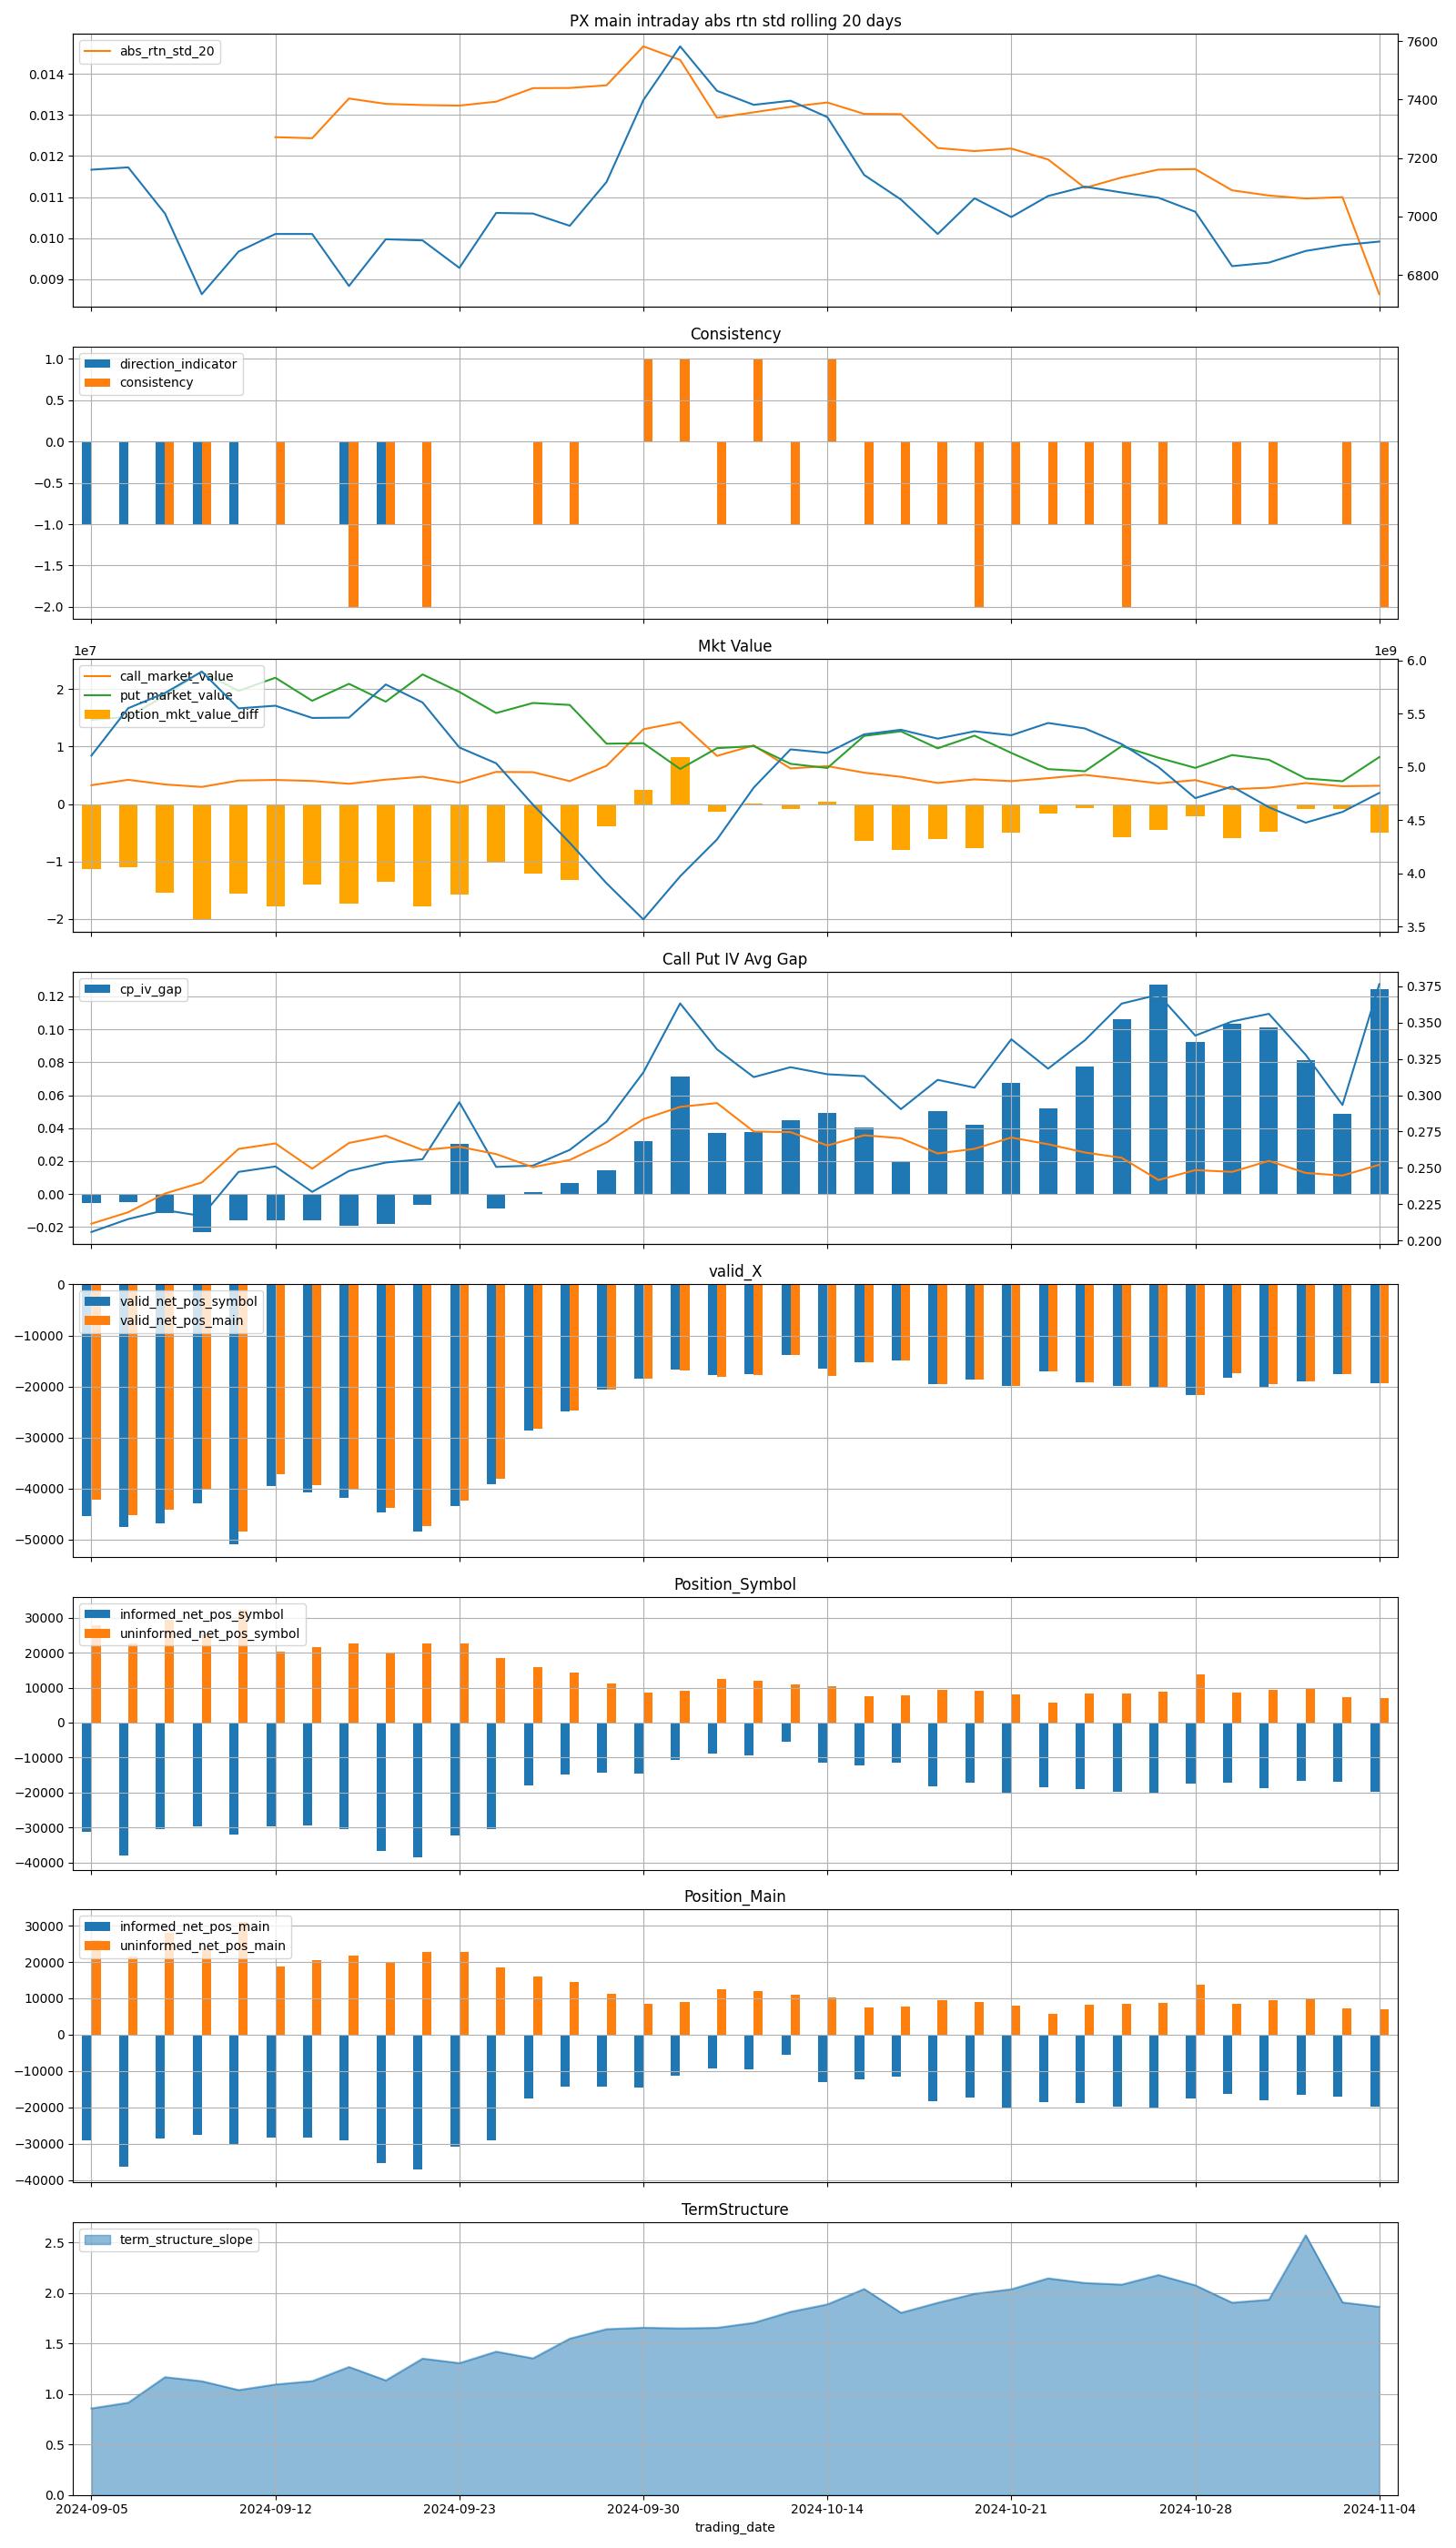 PX main intraday abs rtn std rolling 20 days
abs_rtn_std_20
0.014
0.013
0.012
0.011
0.010
0.009
7600
7400
7200
7000
6800
Consistency
direction_indicator
consistency
1.0
0.5
0.0
−0.5
−1.0
−1.5
−2.0
Mkt Value
1e7
1e9
call_market_value
put_market_value
option_mkt_value_diff
2
1
0
−1
−2
6.0
5.5
5.0
4.5
4.0
3.5
Call Put IV Avg Gap
cp_iv_gap
0.12
0.10
0.08
0.06
0.04
0.02
0.00
−0.02
0.375
0.350
0.325
0.300
0.275
0.250
0.225
0.200
valid_X
valid_net_pos_symbol
valid_net_pos_main
0
−10000
−20000
−30000
−40000
−50000
Position_Symbol
informed_net_pos_symbol
uninformed_net_pos_symbol
30000
20000
10000
0
−10000
−20000
−30000
−40000
Position_Main
informed_net_pos_main
uninformed_net_pos_main
30000
20000
10000
0
−10000
−20000
−30000
−40000
TermStructure
term_structure_slope
2.5
2.0
1.5
1.0
0.5
0.0
2024-09-05 2024-09-12 2024-09-23 2024-09-30 2024-10-14 2024-10-21 2024-10-28 2024-11-04
trading_date